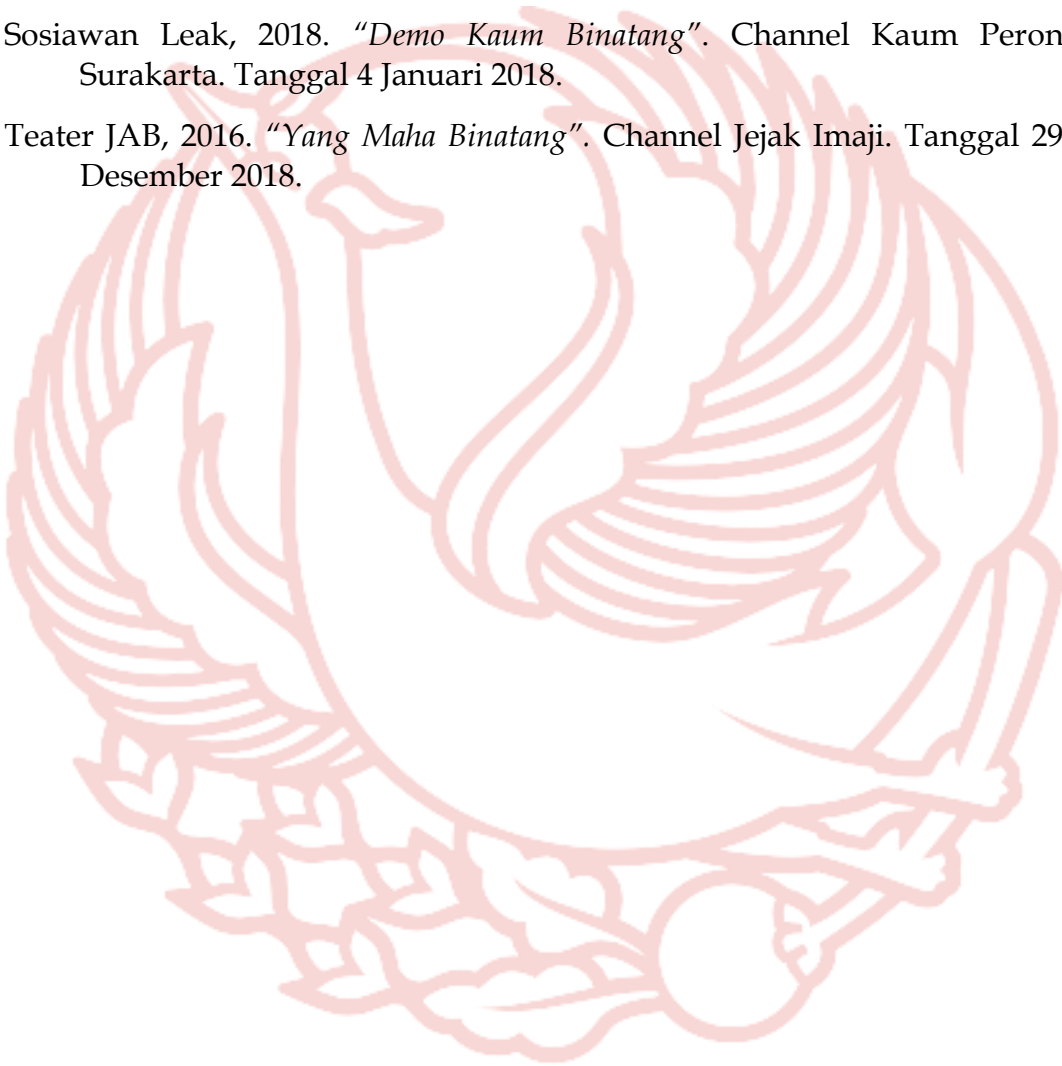 Sosiawan Leak, 2018. “Demo Kaum Binatang”. Channel Kaum Peron
Surakarta. Tanggal 4 Januari 2018.
Teater JAB, 2016. “Yang Maha Binatang”. Channel Jejak Imaji. Tanggal 29
Desember 2018.